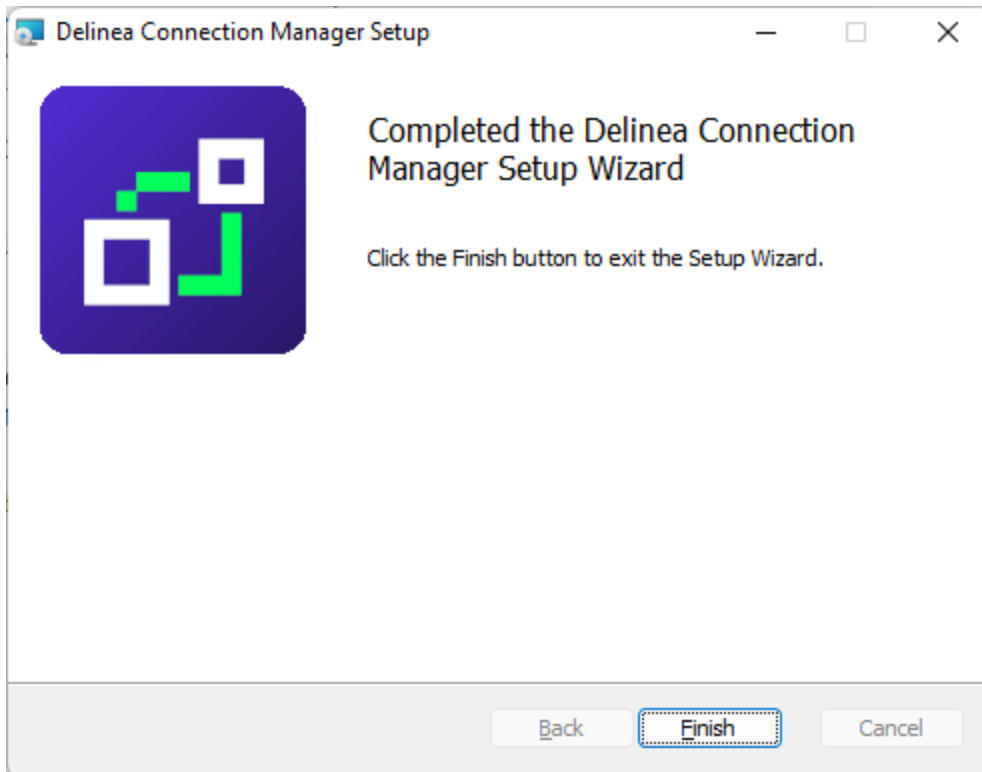 Delinea Connection Manager Setup
Completed the Delinea Connection
Manager Setup Wizard
Click the Finish button to exit the Setup Wizard.
Back
Finish
Cancel